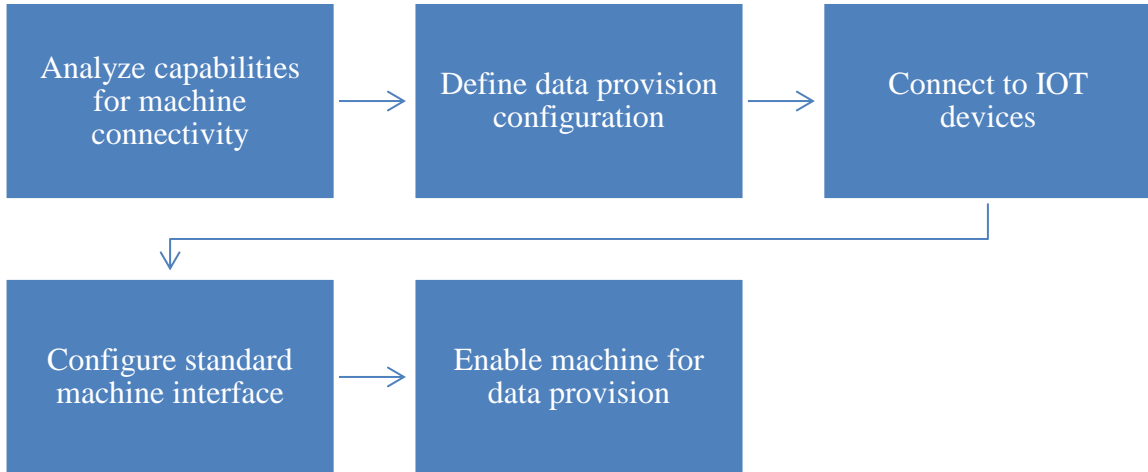 Analyze capabilities
for machine
connectivity
Define data provision
configuration
Connect to IOT
devices
Configure standard
machine interface
Enable machine for
data provision